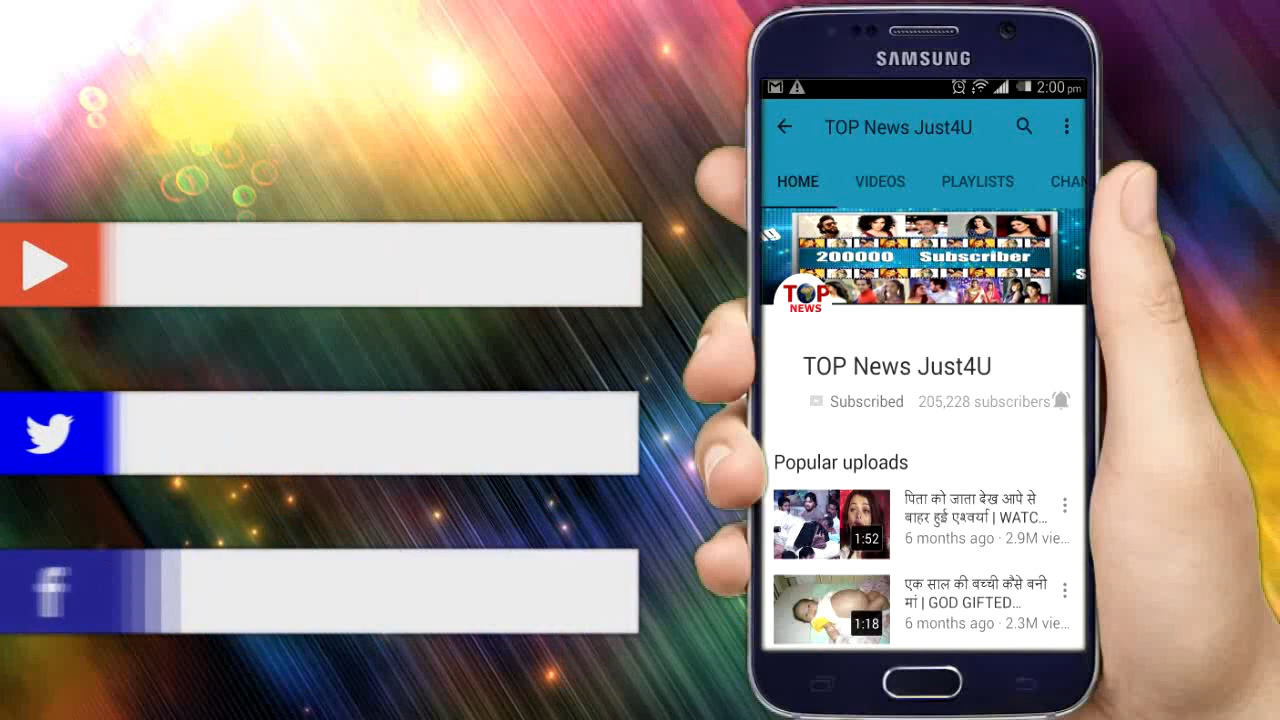 SAMSUNG
2:00 pm
TOP News Just4U
HOME VIDEOS PLAYLISTS CHAN
200000 Subscriber
TOP
NEWS
TOP News Just4U
Subscribed 205,228 subscribers
Popular uploads
पिता को जाता देख आपे से
बाहर हुई एश्वर्या | WATC...
6 months ago · 2.9M vie...
1:52
एक साल की बच्ची कैसे बनी
मां | GOD GIFTED...
6 months ago · 2.3M vie...
1:18